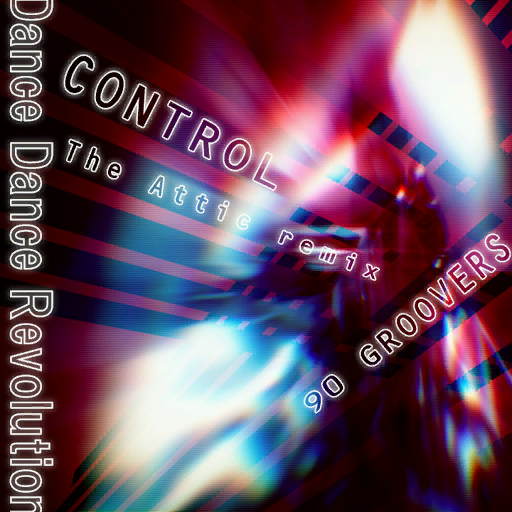 Dance Dance Revolution
CONTROL
The Attic remix
90 GROOVERS